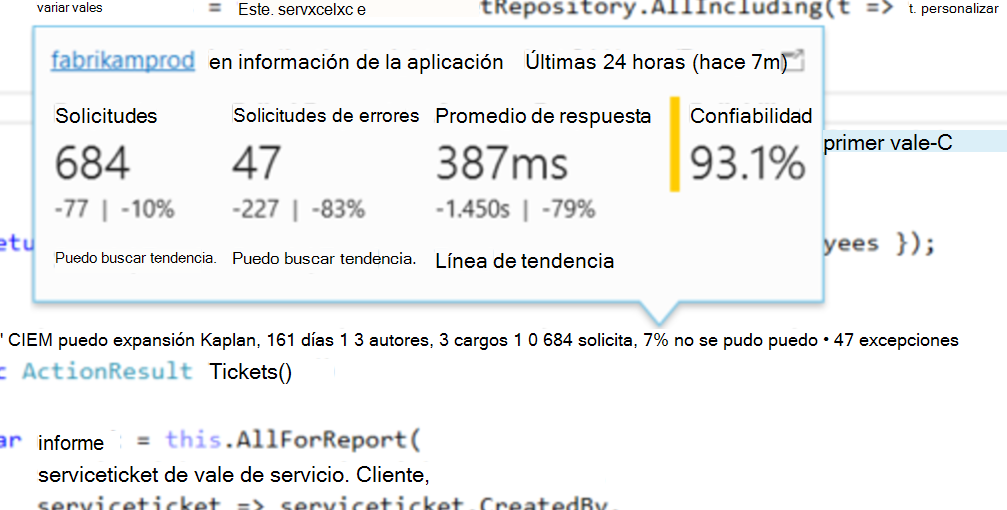 variar vales = Este. servxcelxc e tRepository.AllIncluding(t => t. personalizar
fabrikamprod en información de la aplicación Últimas 24 horas (hace 7m)
Solicitudes Solicitudes de errores Promedio de respuesta Confiabilidad
684 47 387ms 93.1%
primer vale-C
-77 | -10% -227 | -83% -1.450s | -79%
etu yees });
Puedo buscar tendencia. Puedo buscar tendencia. Línea de tendencia
' CIEM puedo expansión Kaplan, 161 días 1 3 autores, 3 cargos 1 0 684 solicita, 7% no se pudo puedo • 47 excepciones
c ActionResult Tickets()
ar informe = this.AllForReport(
serviceticket de vale de servicio. Cliente,
serviceticket => serviceticket.CreatedBy,